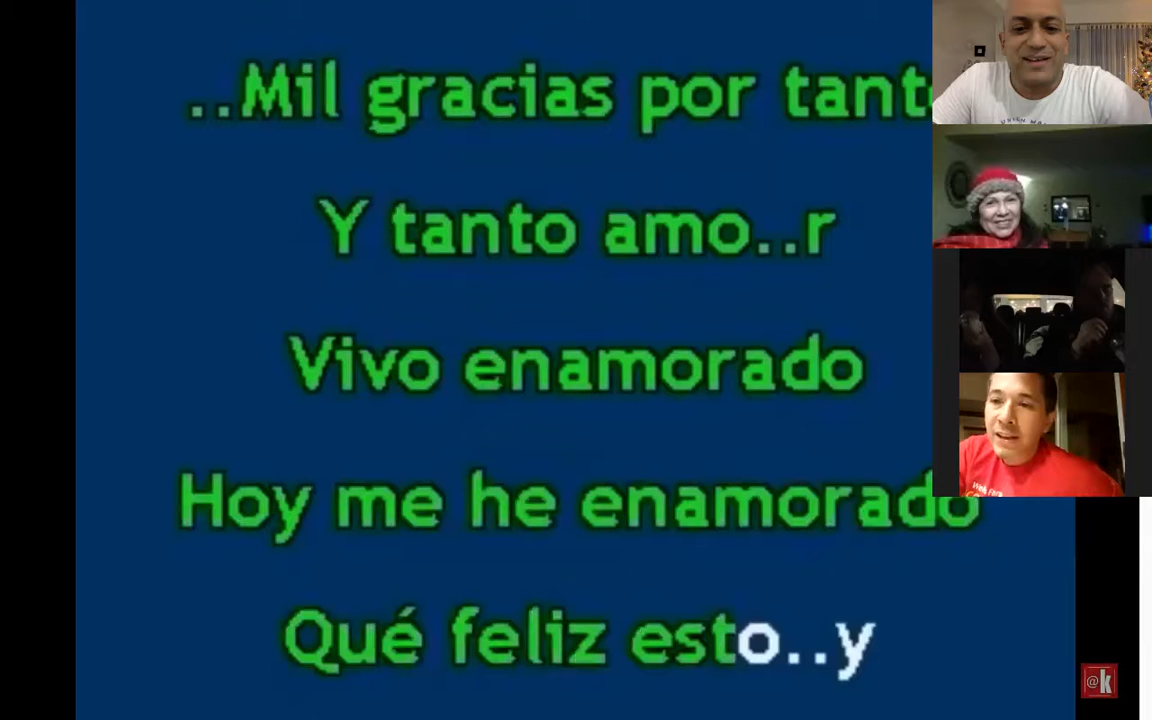 ..Mil gracias por tant
Y tanto amo..r
Vivo enamorado
Hoy me he enamorado
Qué feliz esto..y
@k